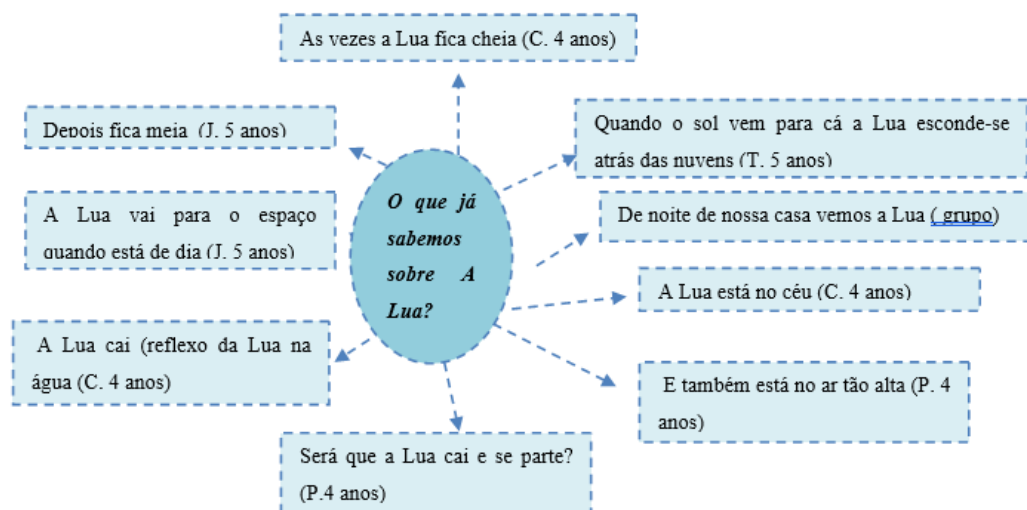 As vezes a Lua fica cheia (C. 4 anos)
Depois fica meia (J. 5 anos)
Quando o sol vem para cá a Lua esconde-se
atrás das nuvens (T. 5 anos)
O que já
sabemos
sobre A
Lua?
A Lua vai para o espaço
quando está de dia (J. 5 anos)
De noite de nossa casa vemos a Lua ( grupo)
A Lua está no céu (C. 4 anos)
A Lua cai (reflexo da Lua na
água (C. 4 anos)
E também está no ar tão alta (P. 4
anos)
Será que a Lua cai e se parte?
(P.4 anos)